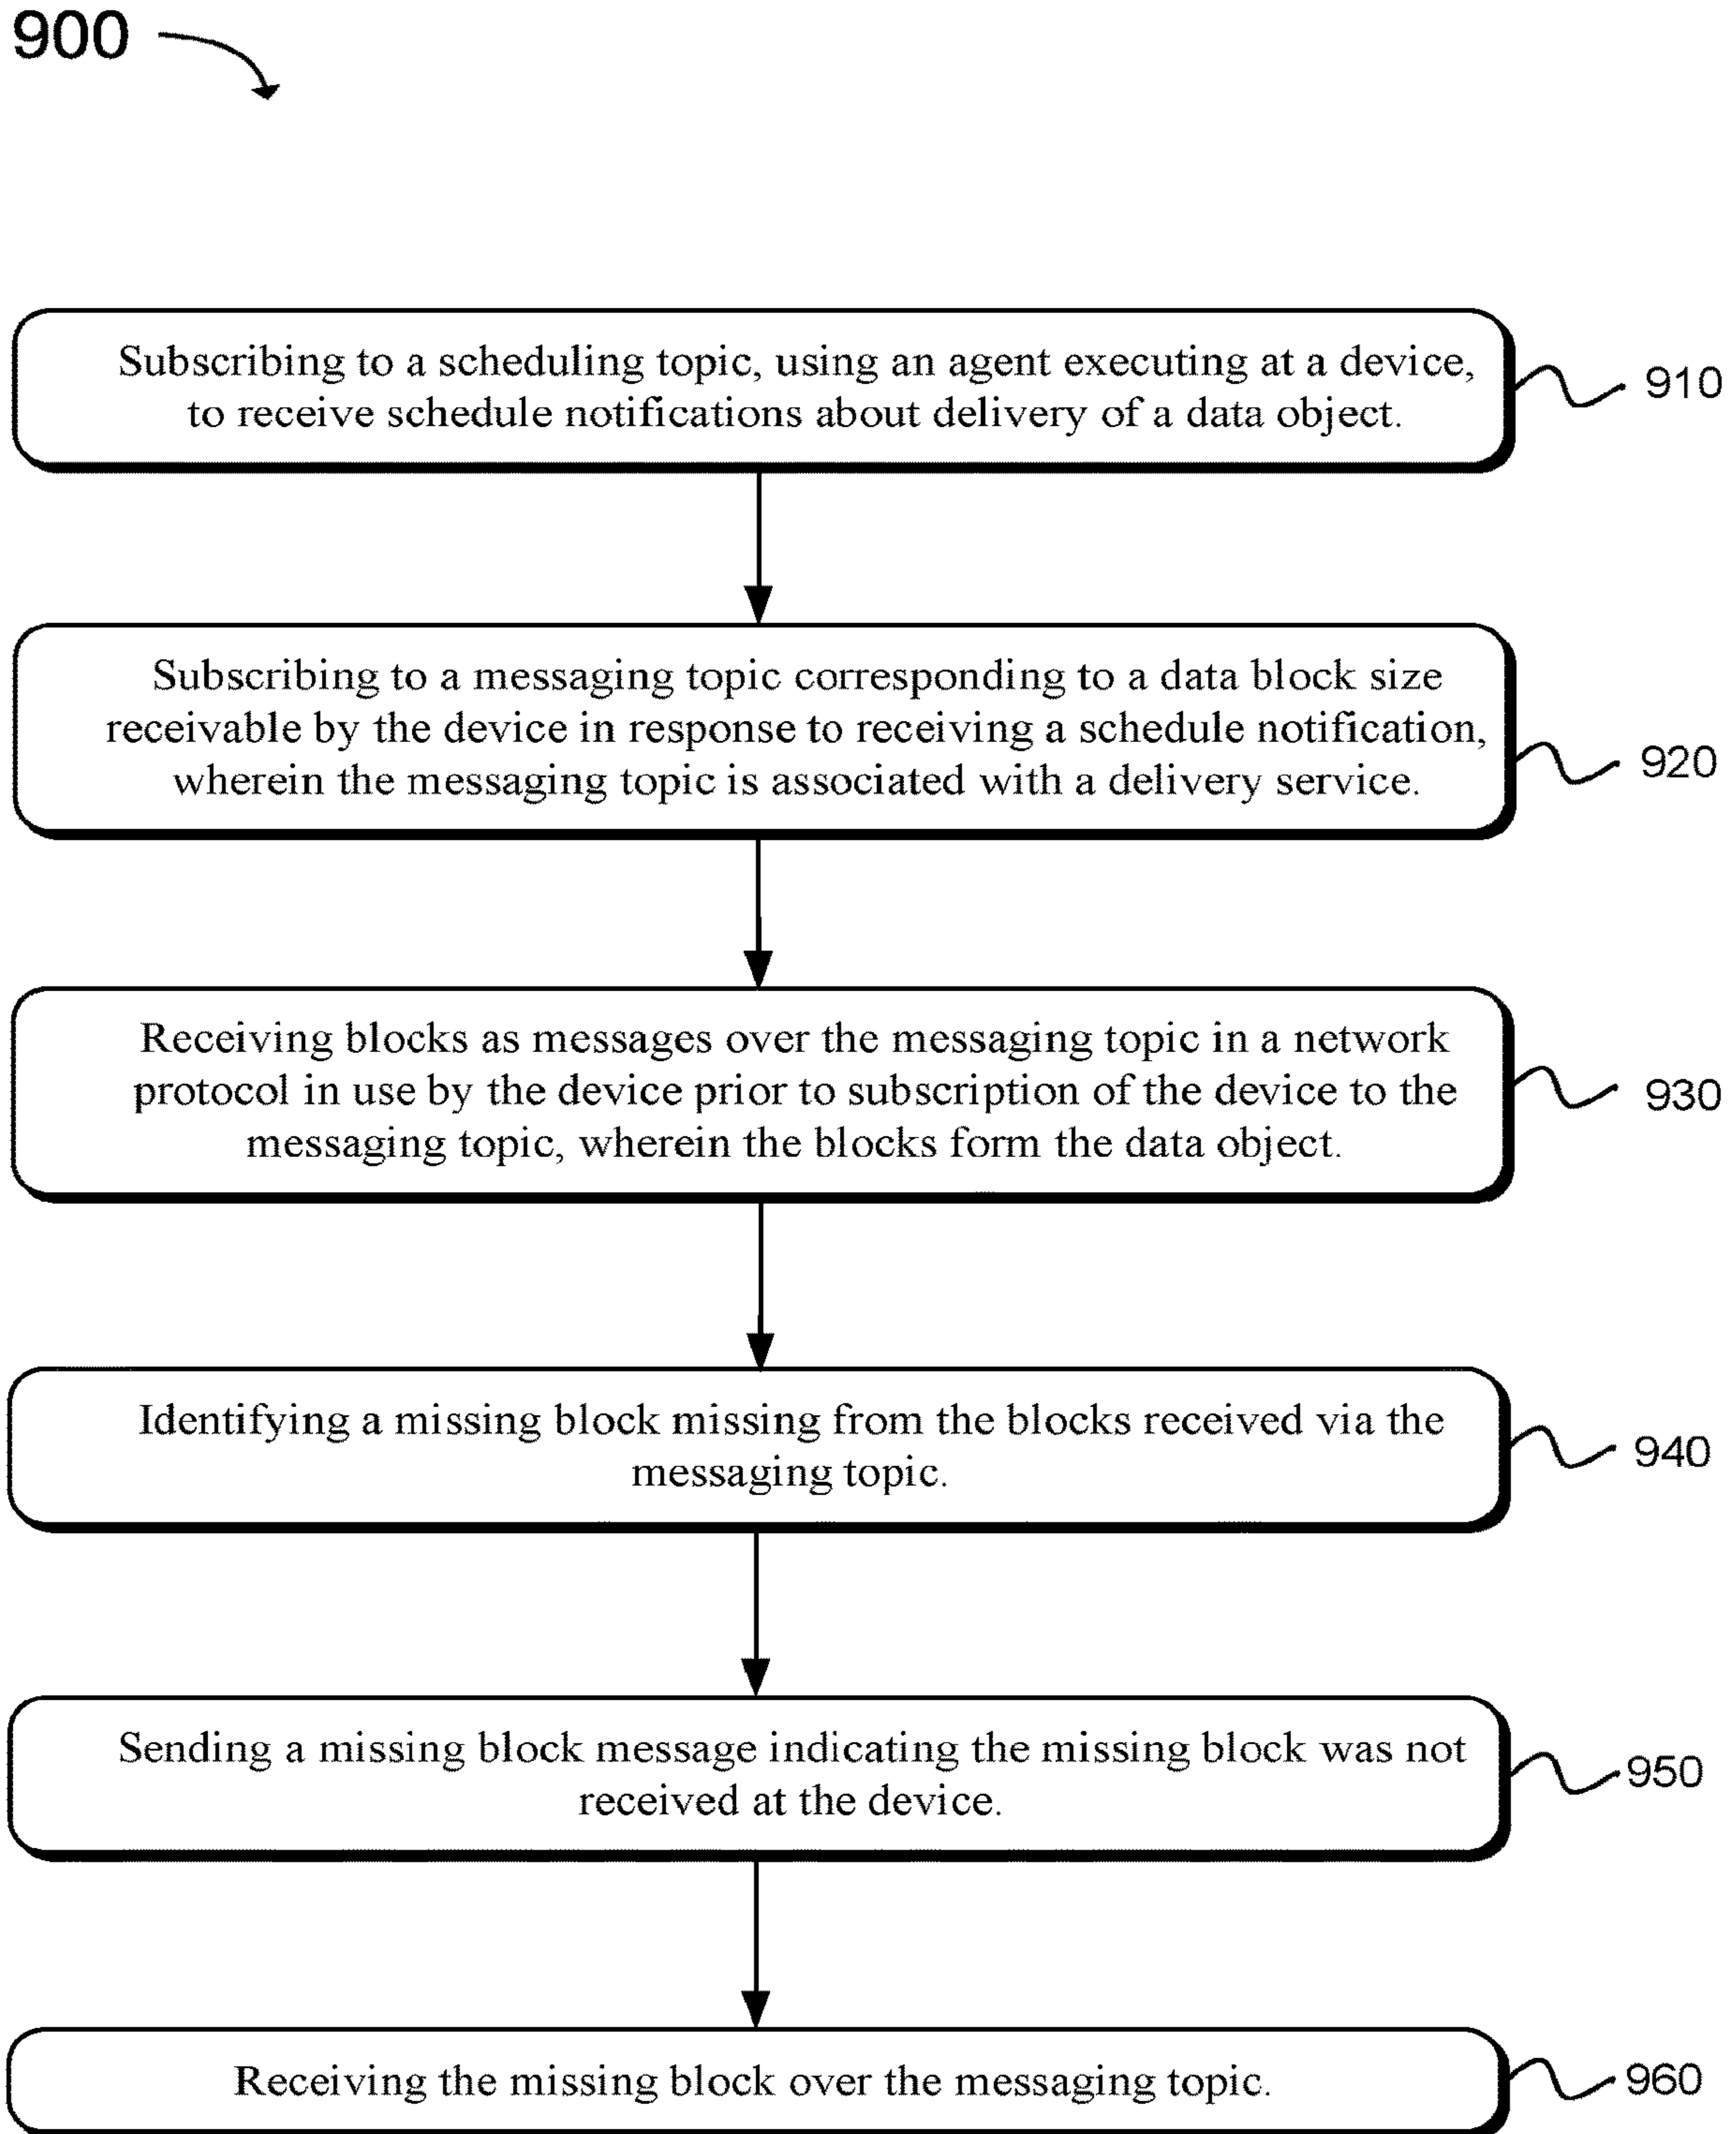 900
Subscribing to a scheduling topic, using an agent executing at a device,
to receive schedule notifications about delivery of a data object.
910
Subscribing to a messaging topic corresponding to a data block size
receivable by the device in response to receiving a schedule notification,
wherein the messaging topic is associated with a delivery service.
920
Receiving blocks as messages over the messaging topic in a network
protocol in use by the device prior to subscription of the device to the
messaging topic, wherein the blocks form the data object.
930
Identifying a missing block missing from the blocks received via the
messaging topic.
940
Sending a missing block message indicating the missing block was not
received at the device.
950
Receiving the missing block over the messaging topic.
960